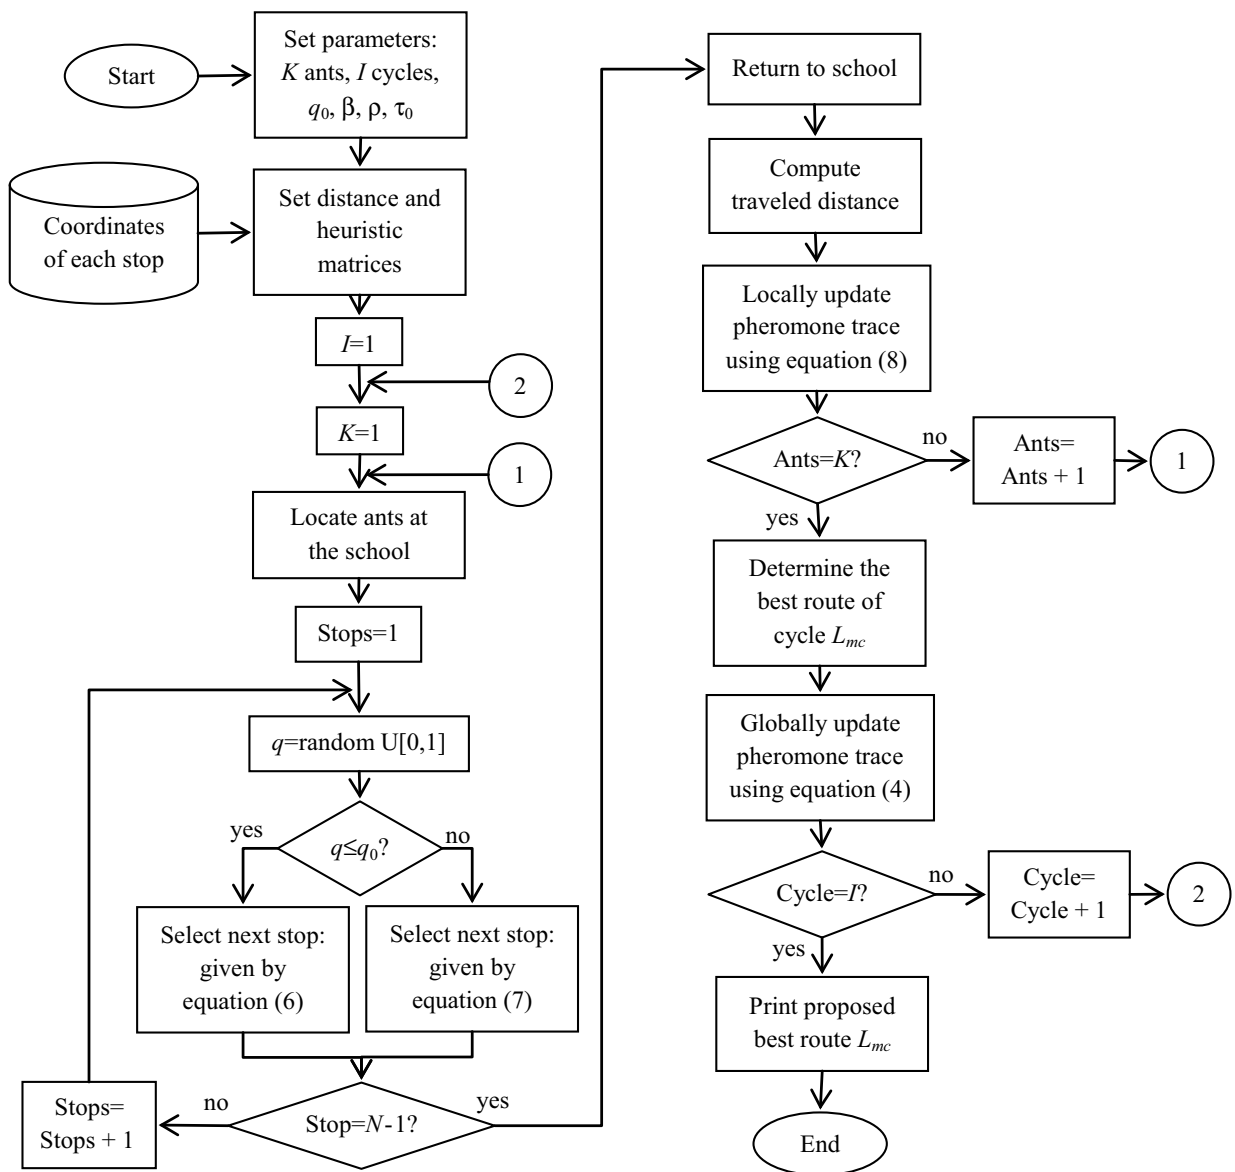 Start
Set parameters:
K ants, I cycles,
q0, β, ρ, τ0
Coordinates
of each stop
Set distance and
heuristic
matrices
I=1
2
K=1
1
Locate ants at
the school
Stops=1
q=random U[0,1]
yes
q≤q0?
no
Select next stop:
given by
equation (6)
Select next stop:
given by
equation (7)
Stops=
Stops + 1
no
Stop=N-1?
yes
Return to school
Compute
traveled distance
Locally update
pheromone trace
using equation (8)
Ants=K?
no
Ants=
Ants + 1
1
yes
Determine the
best route of
cycle Lmc
Globally update
pheromone trace
using equation (4)
Cycle=I?
no
Cycle=
Cycle + 1
2
yes
Print proposed
best route Lmc
End